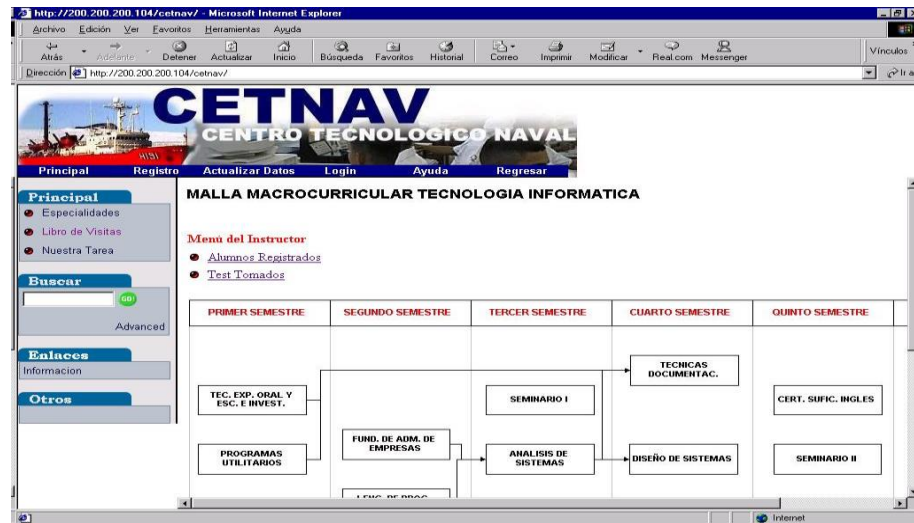 http://200.200.200.104/cetnav/ - Microsoft Internet Explorer
Archivo Edición Ver Favoritos Herramientas Ayuda
Atrás Adelante Detener Actualizar Inicio Búsqueda Favoritos Historial Correo Imprimir Modificar Real.com Messenger Vínculos
Dirección http://200.200.200.104/cetnav/ Ir a
CETNAV
CENTRO TECNOLOGICO NAVAL
Principal Registro Actualizar Datos Login Ayuda Regresar
Principal
Especialidades
Libro de Visitas
Nuestra Tarea
Buscar
GO!
Advanced
Enlaces
Informacion
Otros
MALLA MACROCURRICULAR TECNOLOGIA INFORMATICA
Menú del Instructor
Alumnos Registrados
Test Tomados
PRIMER SEMESTRE SEGUNDO SEMESTRE TERCER SEMESTRE CUARTO SEMESTRE QUINTO SEMESTRE
TECNICAS
DOCUMENTAC.
TEC. EXP. ORAL Y
ESC. E INVEST.
SEMINARIO I
CERT. SUFIC. INGLES
PROGRAMAS
UTILITARIOS
FUND. DE ADM. DE
EMPRESAS
ANALISIS DE
SISTEMAS
DISEÑO DE SISTEMAS
SEMINARIO II
Internet